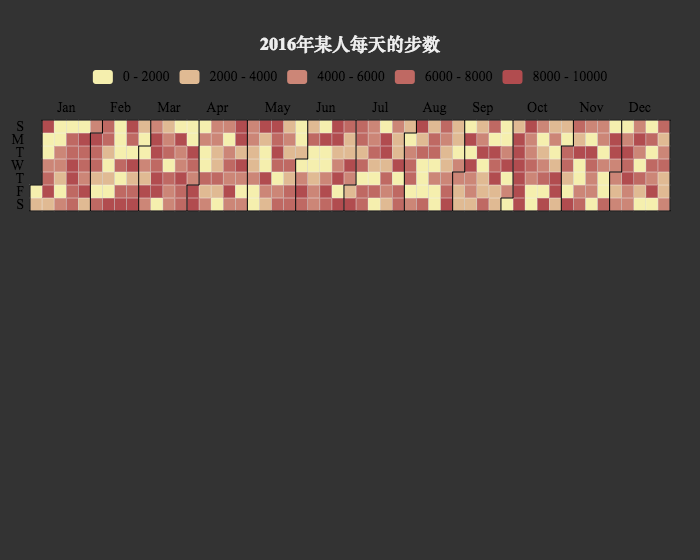 2016年某人每天的步数
0 - 2000 2000 - 4000 4000 - 6000 6000 - 8000 8000 - 10000
Jan Feb Mar Apr May Jun Jul Aug Sep Oct Nov Dec
S
M
T
W
T
F
S